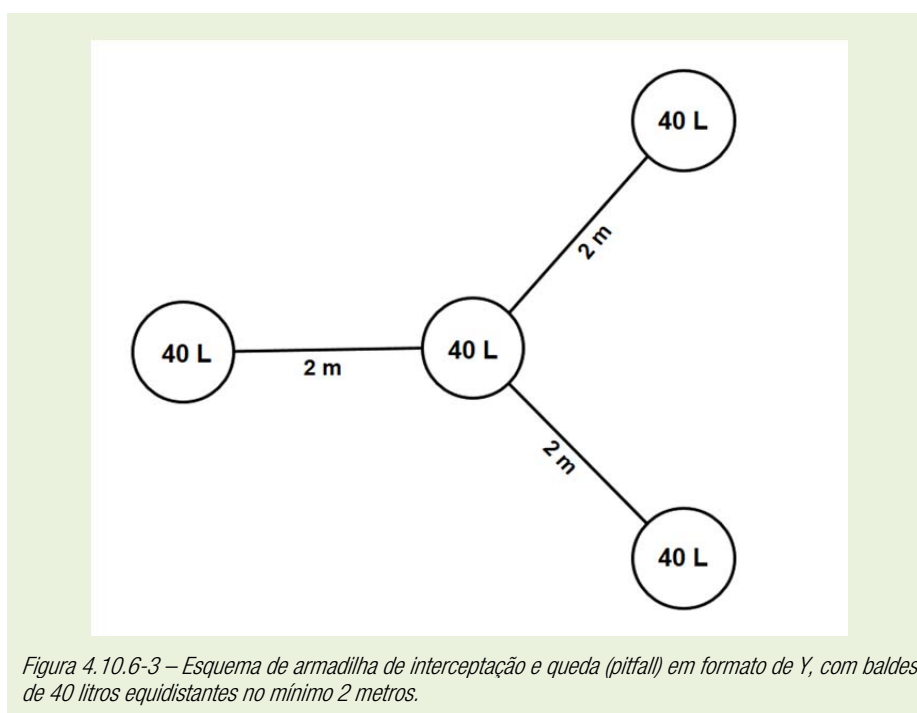 40 L
2 m
40 L
40 L
2 m
2 m
40 L
Figura 4.10.6-3 – Esquema de armadilha de interceptação e queda (pitfall) em formato de Y, com baldes
de 40 litros equidistantes no mínimo 2 metros.